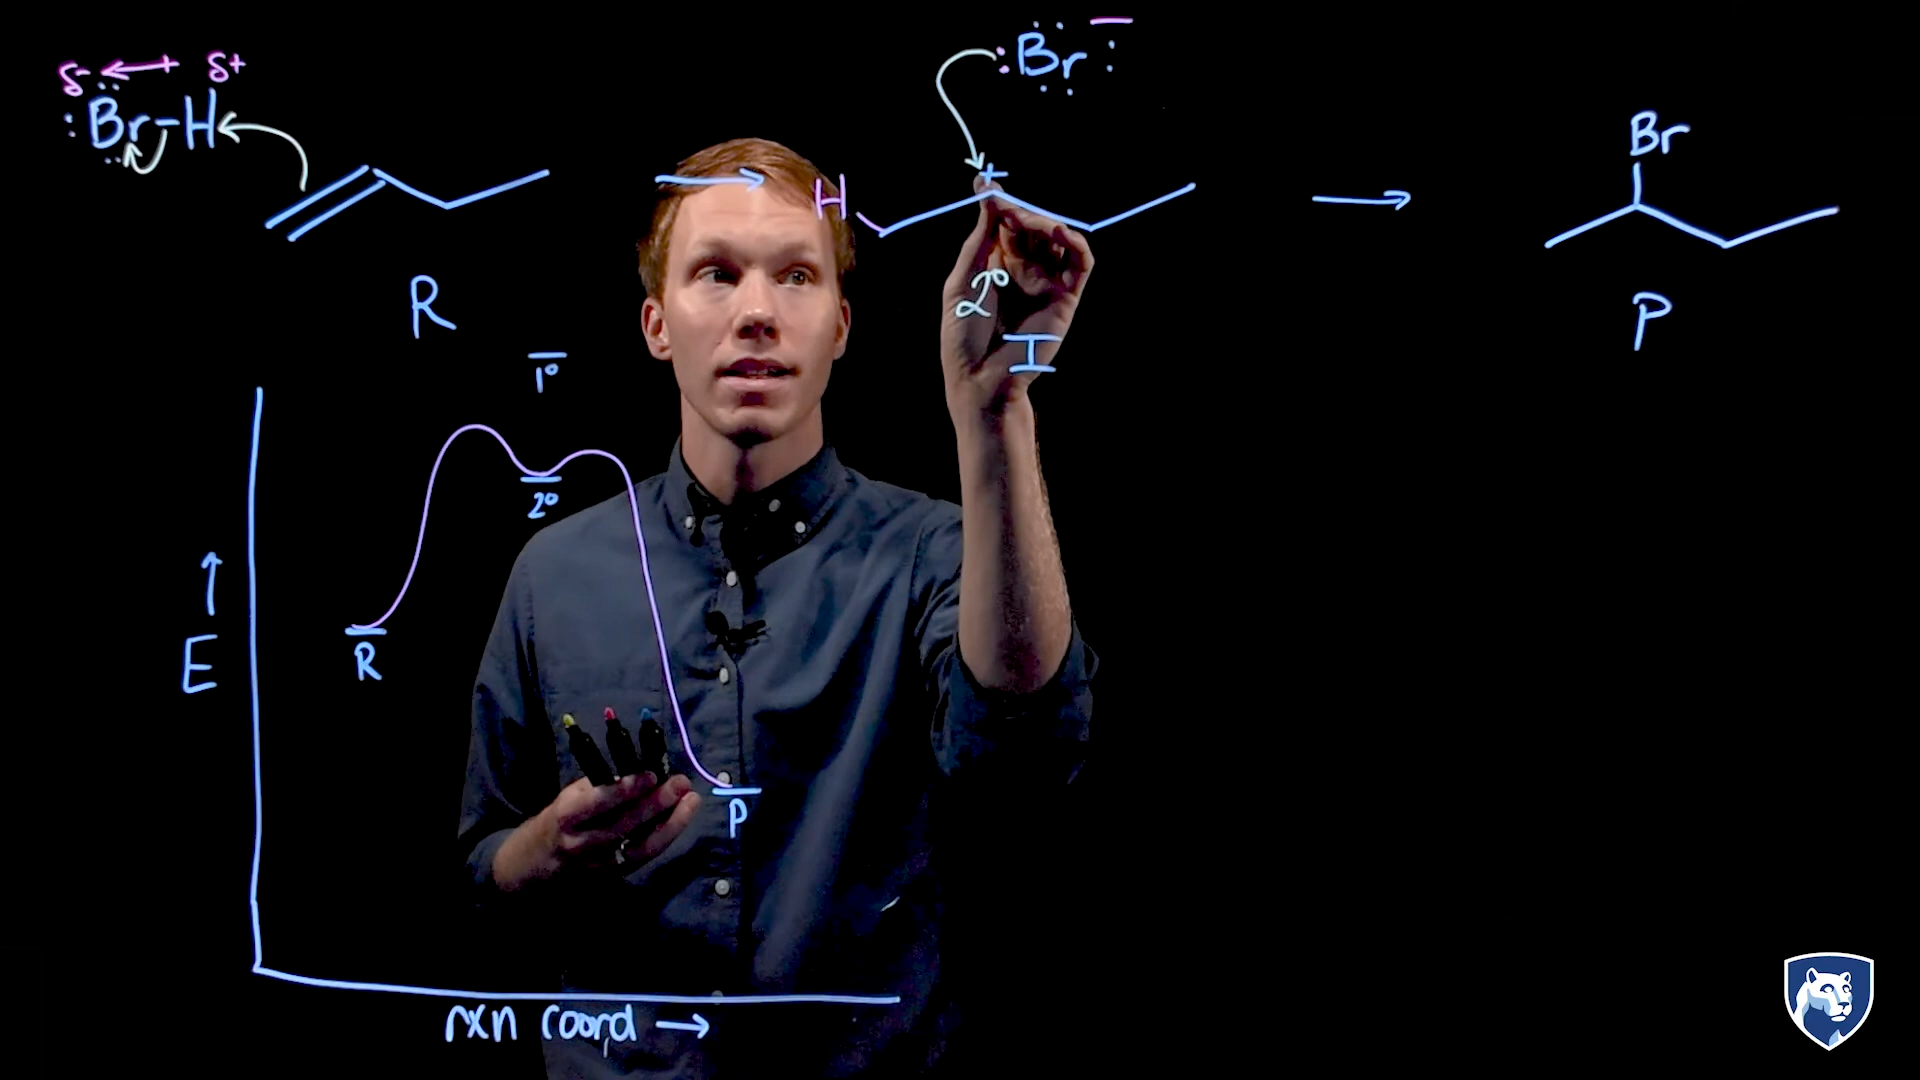 δ- δ+
:Br-H
:Br: −
+
H
Br
R
2°
I
P
1°
2°
E
R
P
rxn coord →